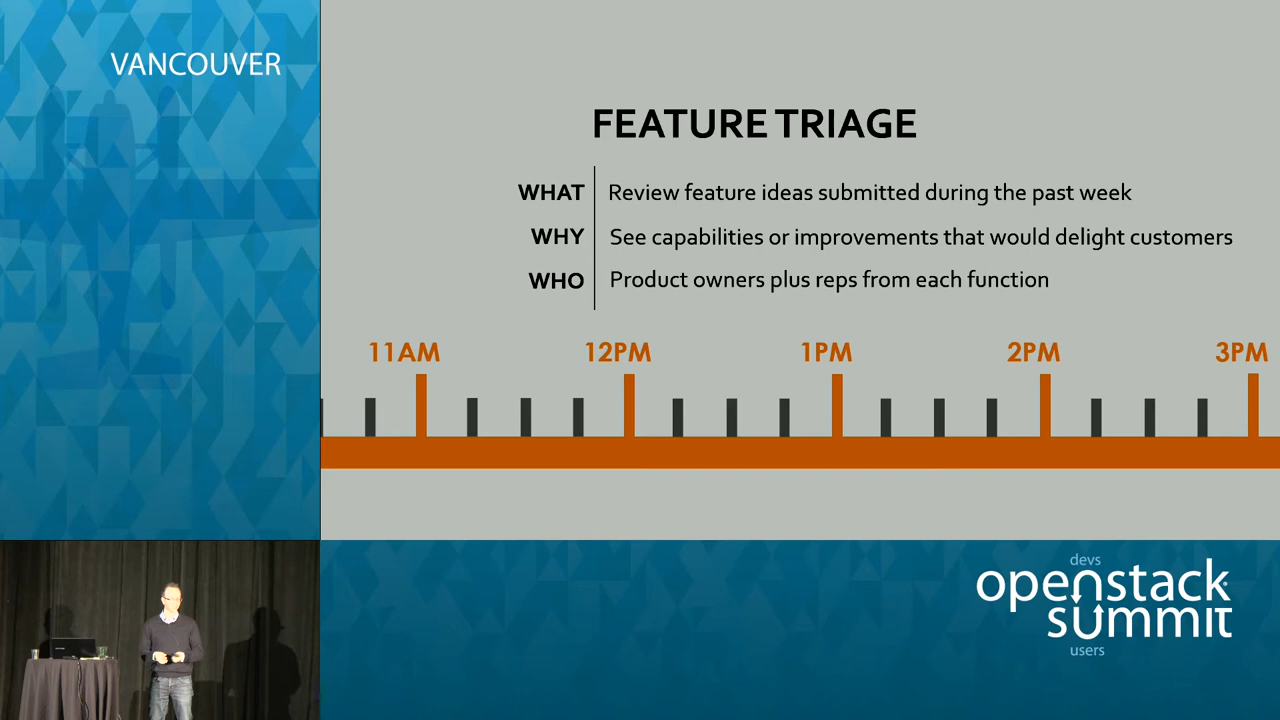 VANCOUVER
FEATURE TRIAGE
WHAT Review feature ideas submitted during the past week
WHY See capabilities or improvements that would delight customers
WHO Product owners plus reps from each function
11AM 12PM 1PM 2PM 3PM
devs
openstack
summit
users